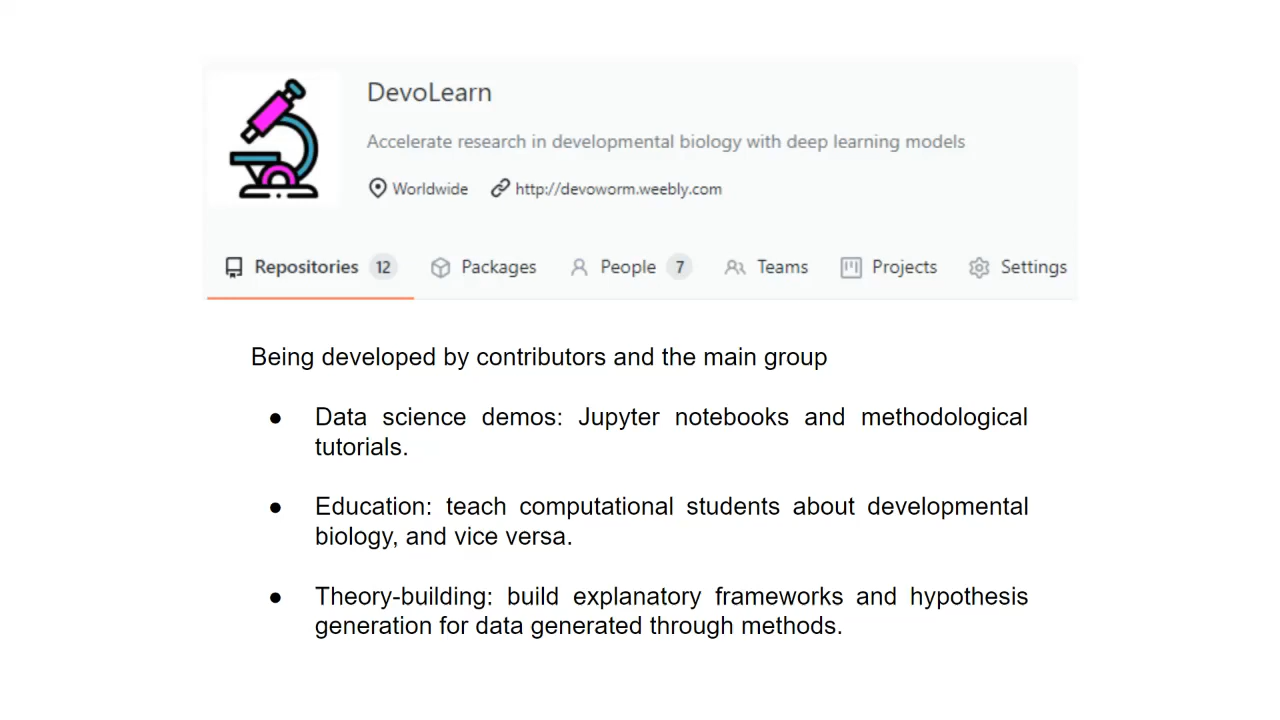 DevoLearn
Accelerate research in developmental biology with deep learning models
Worldwide http://devoworm.weebly.com
Repositories 12 Packages People 7 Teams Projects Settings
Being developed by contributors and the main group
● Data science demos: Jupyter notebooks and methodological
tutorials.
● Education: teach computational students about developmental
biology, and vice versa.
● Theory-building: build explanatory frameworks and hypothesis
generation for data generated through methods.